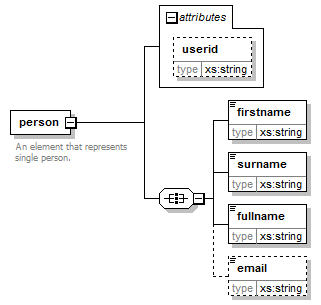 attributes
userid
type xs:string
person
An element that represents
single person.
firstname
type xs:string
surname
type xs:string
fullname
type xs:string
email
type xs:string